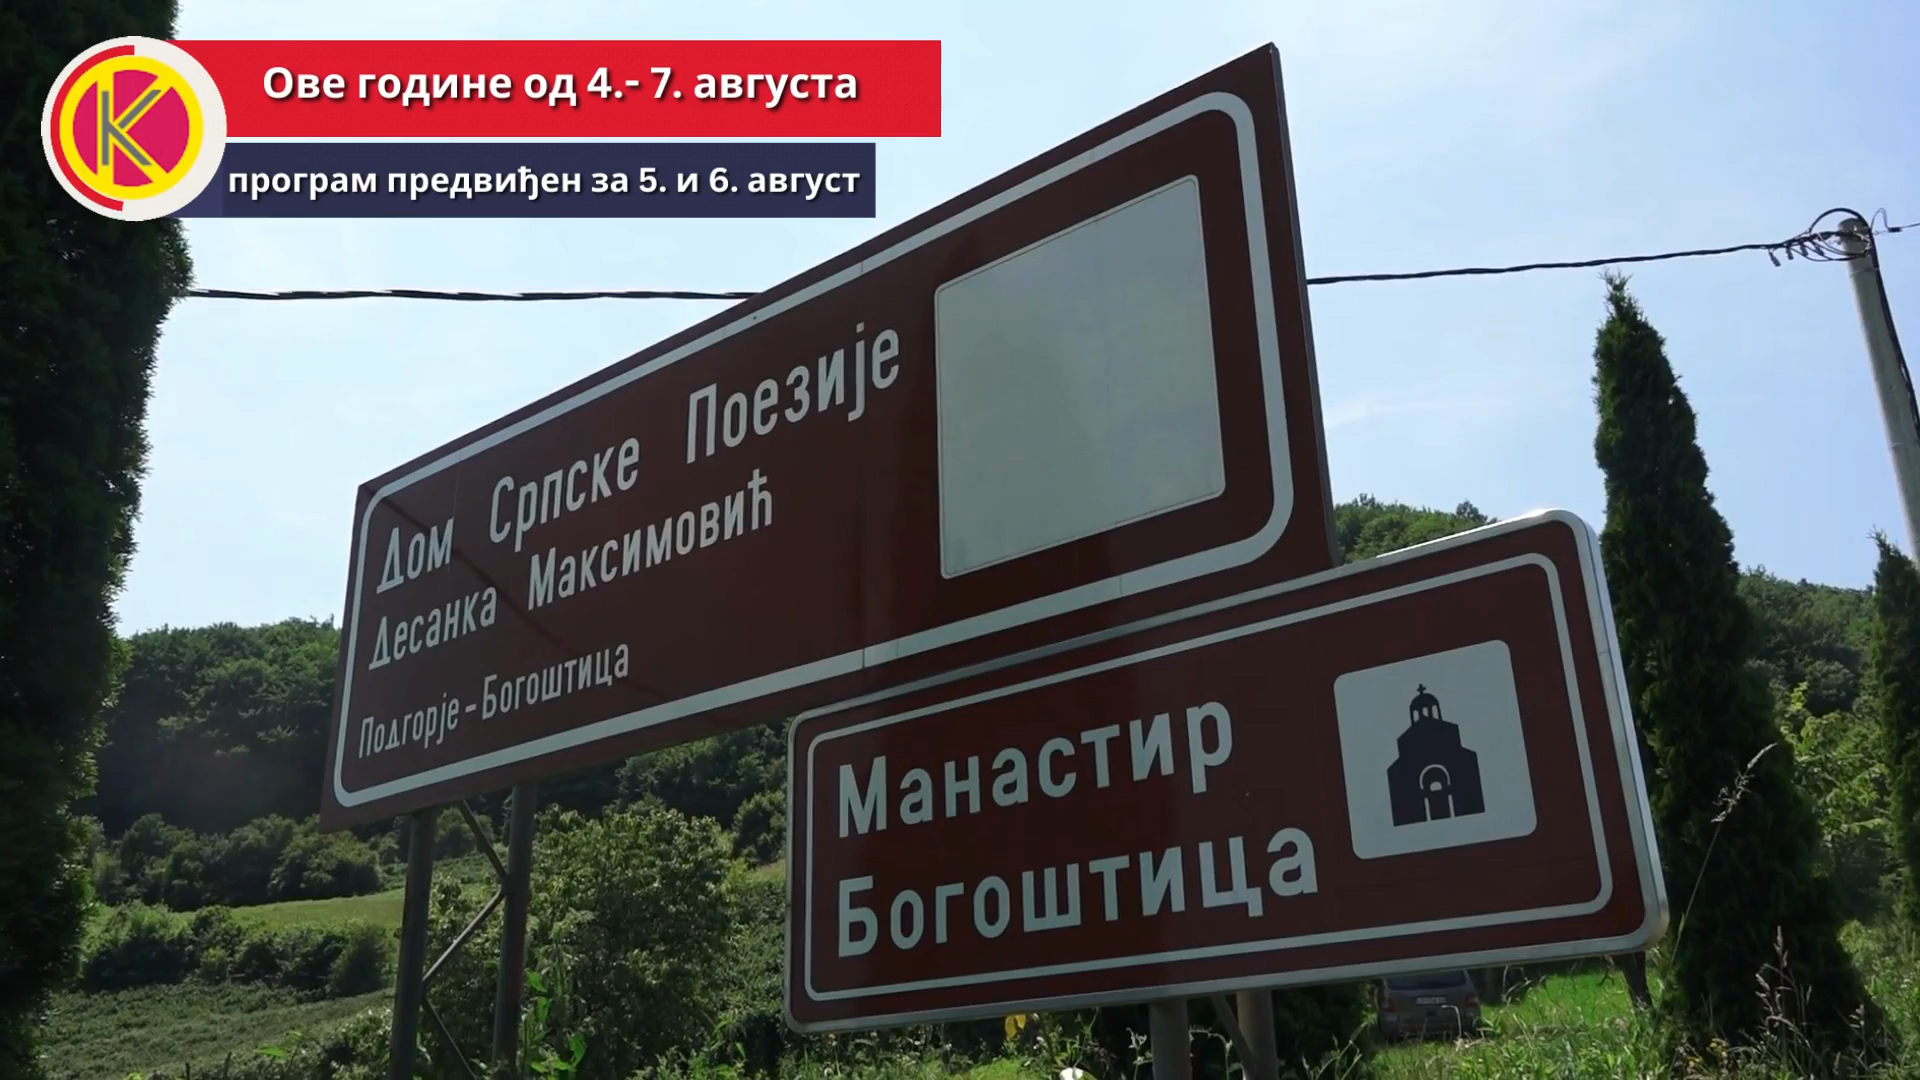 Ове године од 4.- 7. августа
програм предвиђен за 5. и 6. август
Дом Српске Поезије
Десанка Максимовић
Подгорје-Богоштица
Манастир
Богоштица